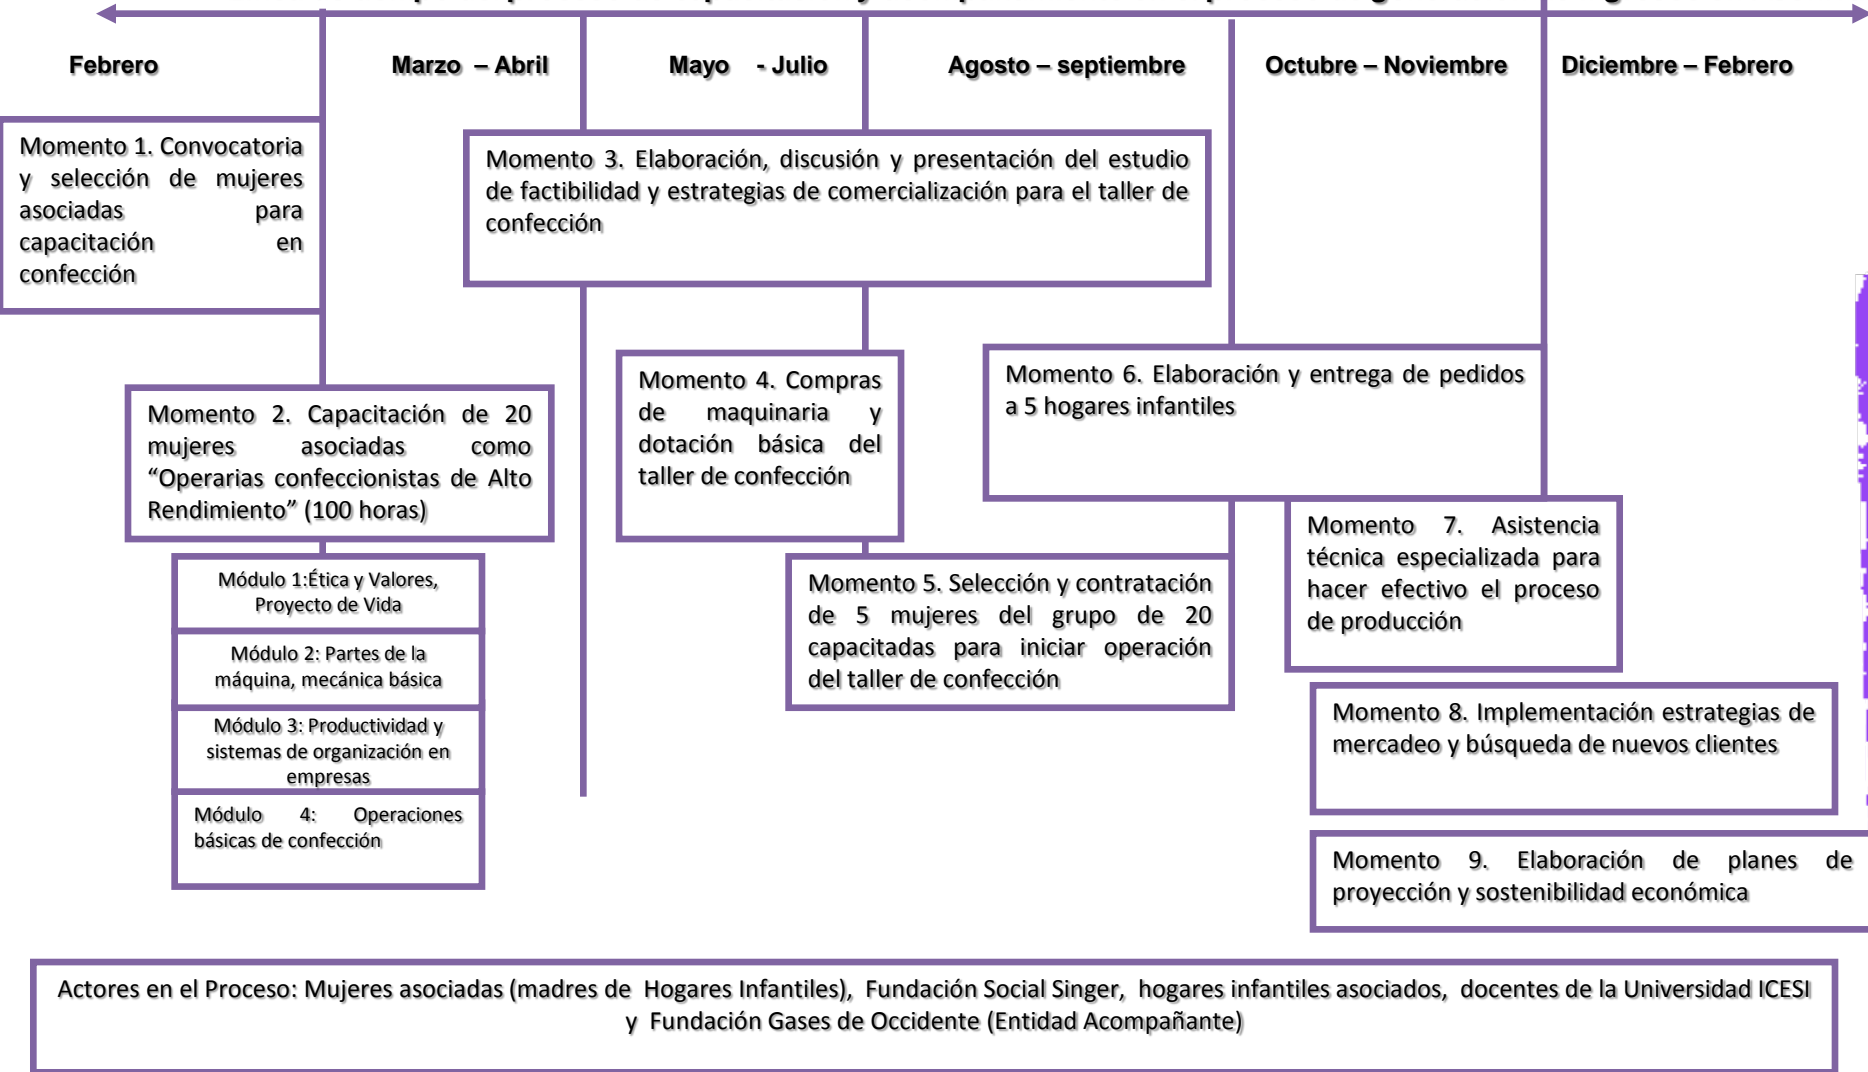 Febrero
Marzo – Abril
Mayo - Julio
Agosto – septiembre
Octubre – Noviembre
Diciembre – Febrero
Momento 1. Convocatoria
y selección de mujeres
asociadas para
capacitación en
confección
Momento 3. Elaboración, discusión y presentación del estudio
de factibilidad y estrategias de comercialización para el taller de
confección
Momento 2. Capacitación de 20
mujeres asociadas como
“Operarias confeccionistas de Alto
Rendimiento” (100 horas)
Módulo 1:Ética y Valores,
Proyecto de Vida
Módulo 2: Partes de la
máquina, mecánica básica
Módulo 3: Productividad y
sistemas de organización en
empresas
Módulo 4: Operaciones
básicas de confección
Momento 4. Compras
de maquinaria y
dotación básica del
taller de confección
Momento 5. Selección y contratación
de 5 mujeres del grupo de 20
capacitadas para iniciar operación
del taller de confección
Momento 6. Elaboración y entrega de pedidos
a 5 hogares infantiles
Momento 7. Asistencia
técnica especializada para
hacer efectivo el proceso
de producción
Momento 8. Implementación estrategias de
mercadeo y búsqueda de nuevos clientes
Momento 9. Elaboración de planes de
proyección y sostenibilidad económica
Actores en el Proceso: Mujeres asociadas (madres de Hogares Infantiles), Fundación Social Singer, hogares infantiles asociados, docentes de la Universidad ICESI
y Fundación Gases de Occidente (Entidad Acompañante)